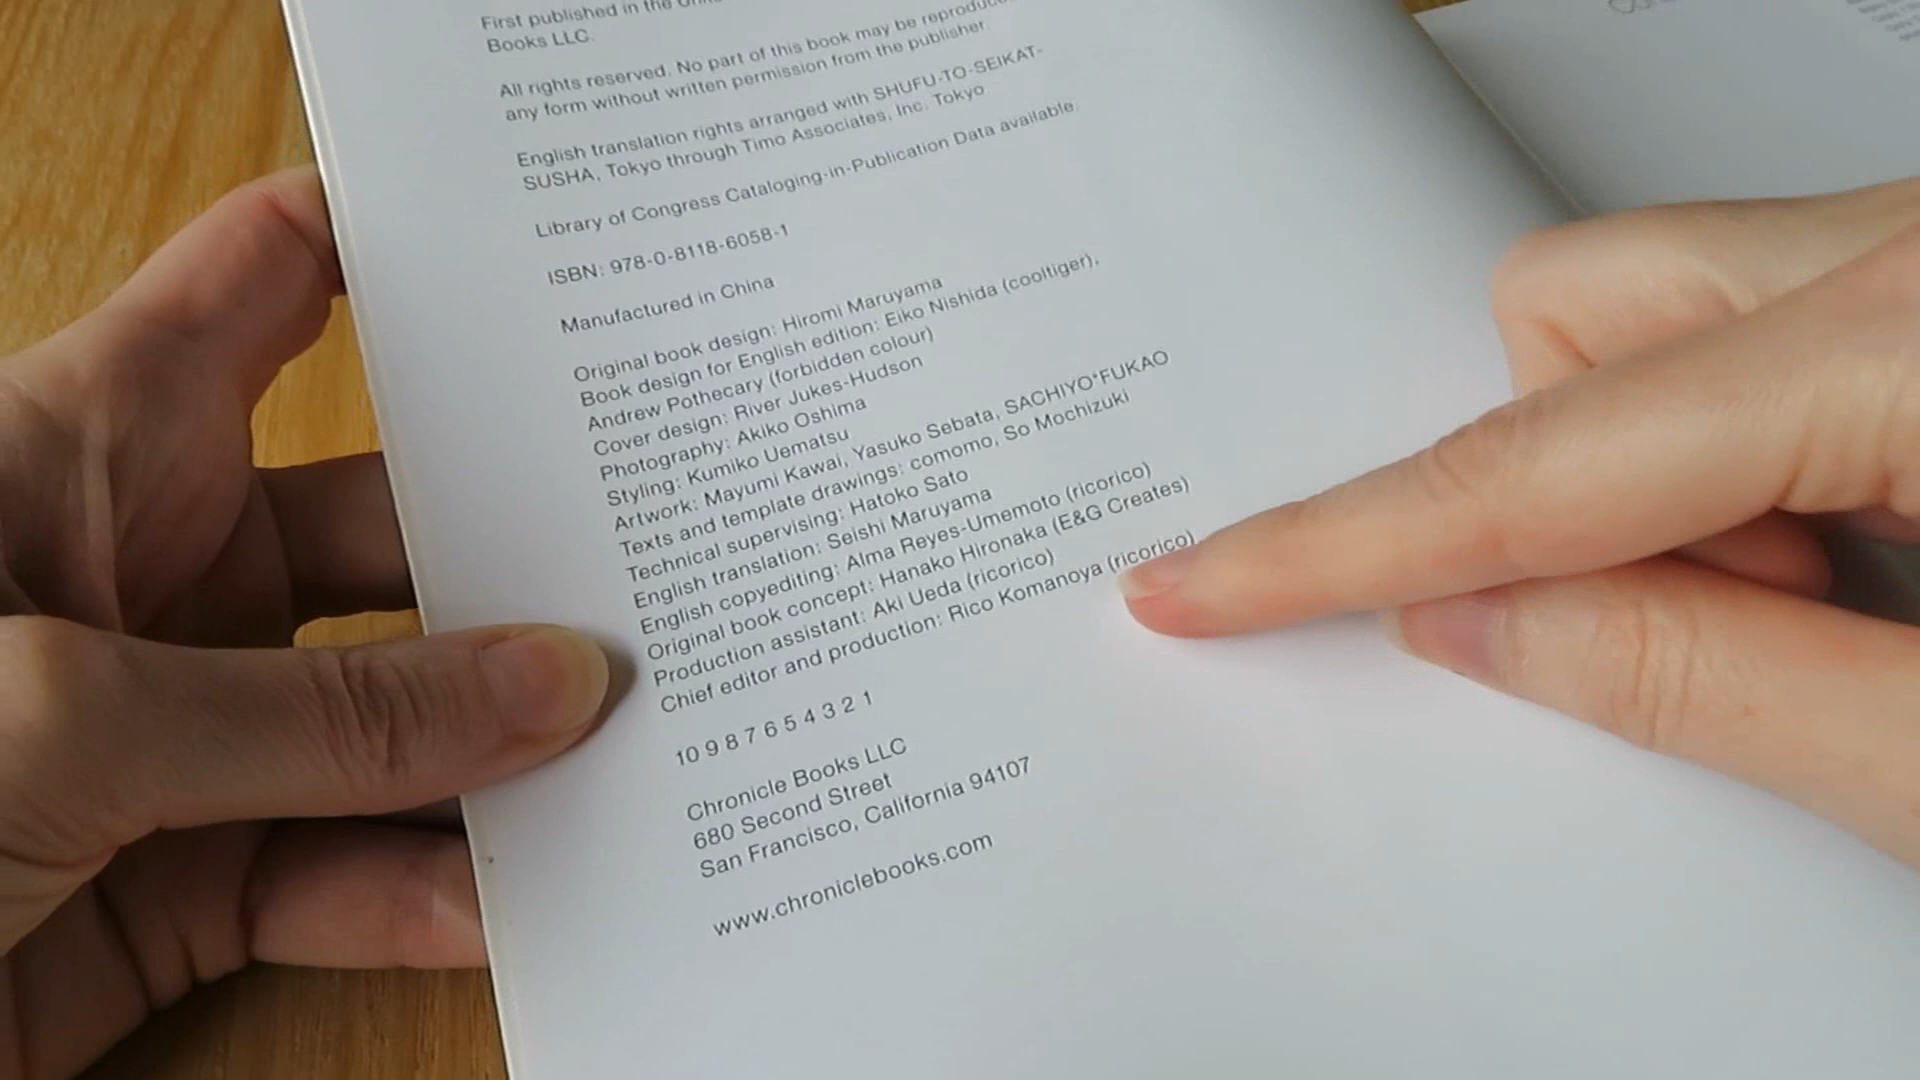 First published in the
Books LLC.
All rights reserved. No part of this book may be
any form without written permission from the publisher.
English translation rights arranged with SHUFU-TO-SEIKAT-
SUSHA, Tokyo through Timo Associates, Inc. Tokyo
Library of Congress Cataloging-in-Publication Data available.
ISBN: 978-0-8118-6058-1
Manufactured in China
Original book design: Hiromi Maruyama
Book design for English edition: Eiko Nishida (cooltiger),
Andrew Pothecary (forbidden colour)
Cover design: River Jukes-Hudson
Photography: Akiko Oshima
Styling: Kumiko Uematsu
Artwork: Mayumi Kawai, Yasuko Sebata, SACHIYO*FUKAO
Texts and template drawings: comomo, So Mochizuki
Technical supervising: Hatoko Sato
English translation: Seishi Maruyama
English copyediting: Alma Reyes-Umemoto (ricorico)
Original book concept: Hanako Hironaka (E&G Creates)
Production assistant: Aki Ueda (ricorico)
Chief editor and production: Rico Komanoya (ricorico)
10 9 8 7 6 5 4 3 2 1
Chronicle Books LLC
680 Second Street
San Francisco, California 94107
www.chroniclebooks.com